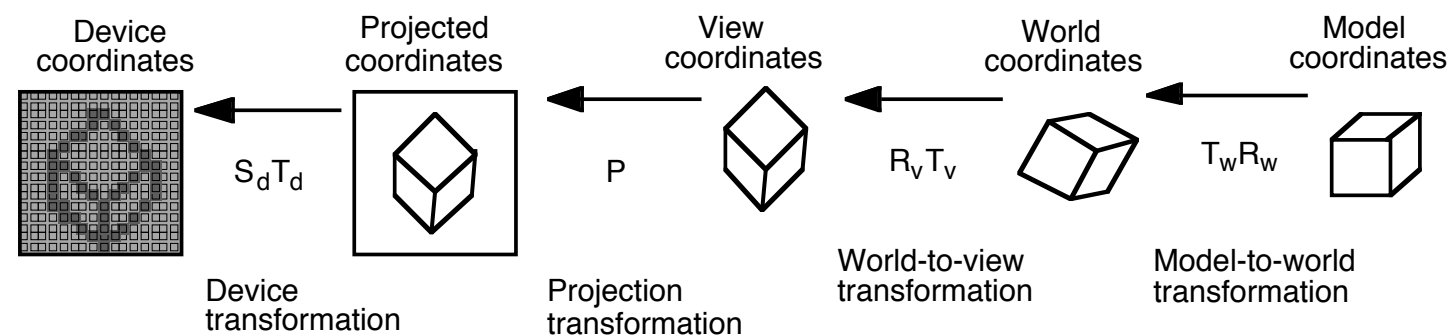 Device
coordinates
Projected
coordinates
View
coordinates
World
coordinates
Model
coordinates
SdTd
P
RvTv
TwRw
Device
transformation
Projection
transformation
World-to-view
transformation
Model-to-world
transformation